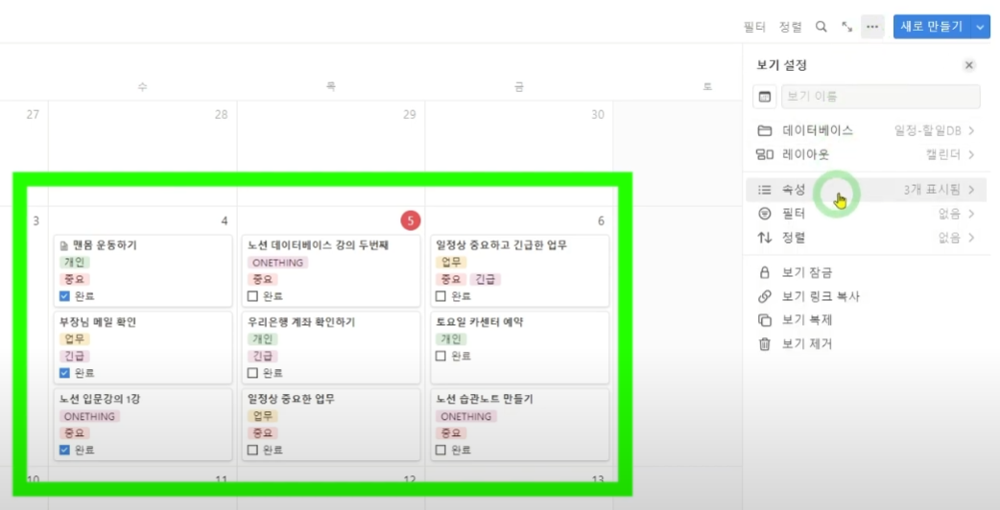 필터 정렬 새로 만들기
보기 설정
보기 이름
데이터베이스 일정-할일DB
레이아웃 캘린더
속성 3개 표시됨
필터 없음
정렬 없음
보기 잠금
보기 링크 복사
보기 복제
보기 제거
수 목 금 토
27 28 29 30
3 4 5 6
맨몸 운동하기
개인
중요
완료
부장님 메일 확인
업무
긴급
완료
노션 입문강의 1강
ONETHING
중요
완료
노션 데이터베이스 강의 두번째
ONETHING
중요
완료
우리은행 계좌 확인하기
개인
긴급
완료
일정상 중요한 업무
업무
중요
완료
일정상 중요하고 긴급한 업무
업무
중요 긴급
완료
토요일 카센터 예약
개인
완료
노션 습관노트 만들기
ONETHING
중요
완료
10 11 12 13